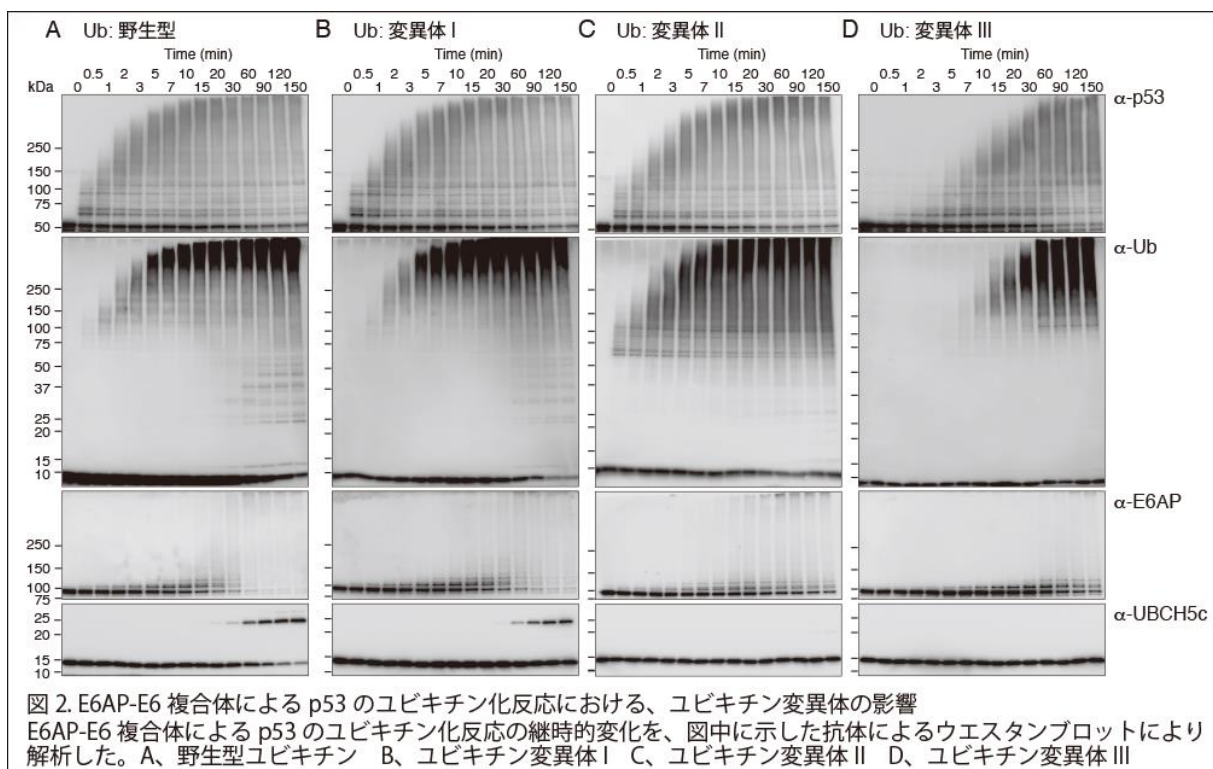 A Ub: 野生型
B Ub: 変異体 I
C Ub: 変異体 II
D Ub: 変異体 III
Time (min)
Time (min)
Time (min)
Time (min)
0.5 2 5 10 20 60 120
0.5 2 5 10 20 60 120
0.5 2 5 10 20 60 120
0.5 2 5 10 20 60 120
kDa
0 1 3 7 15 30 90 150
0 1 3 7 15 30 90 150
0 1 3 7 15 30 90 150
0 1 3 7 15 30 90 150
α-p53
250
150
100
75
50
α-Ub
250
150
100
75
50
37
25
20
15
10
α-E6AP
250
150
100
75
α-UBCH5c
25
20
15
10
図 2. E6AP-E6 複合体による p53 のユビキチン化反応における、ユビキチン変異体の影響
E6AP-E6 複合体による p53 のユビキチン化反応の継時的変化を、図中に示した抗体によるウエスタンブロットにより
解析した。A、野生型ユビキチン B、ユビキチン変異体 I C、ユビキチン変異体 II D、ユビキチン変異体 III